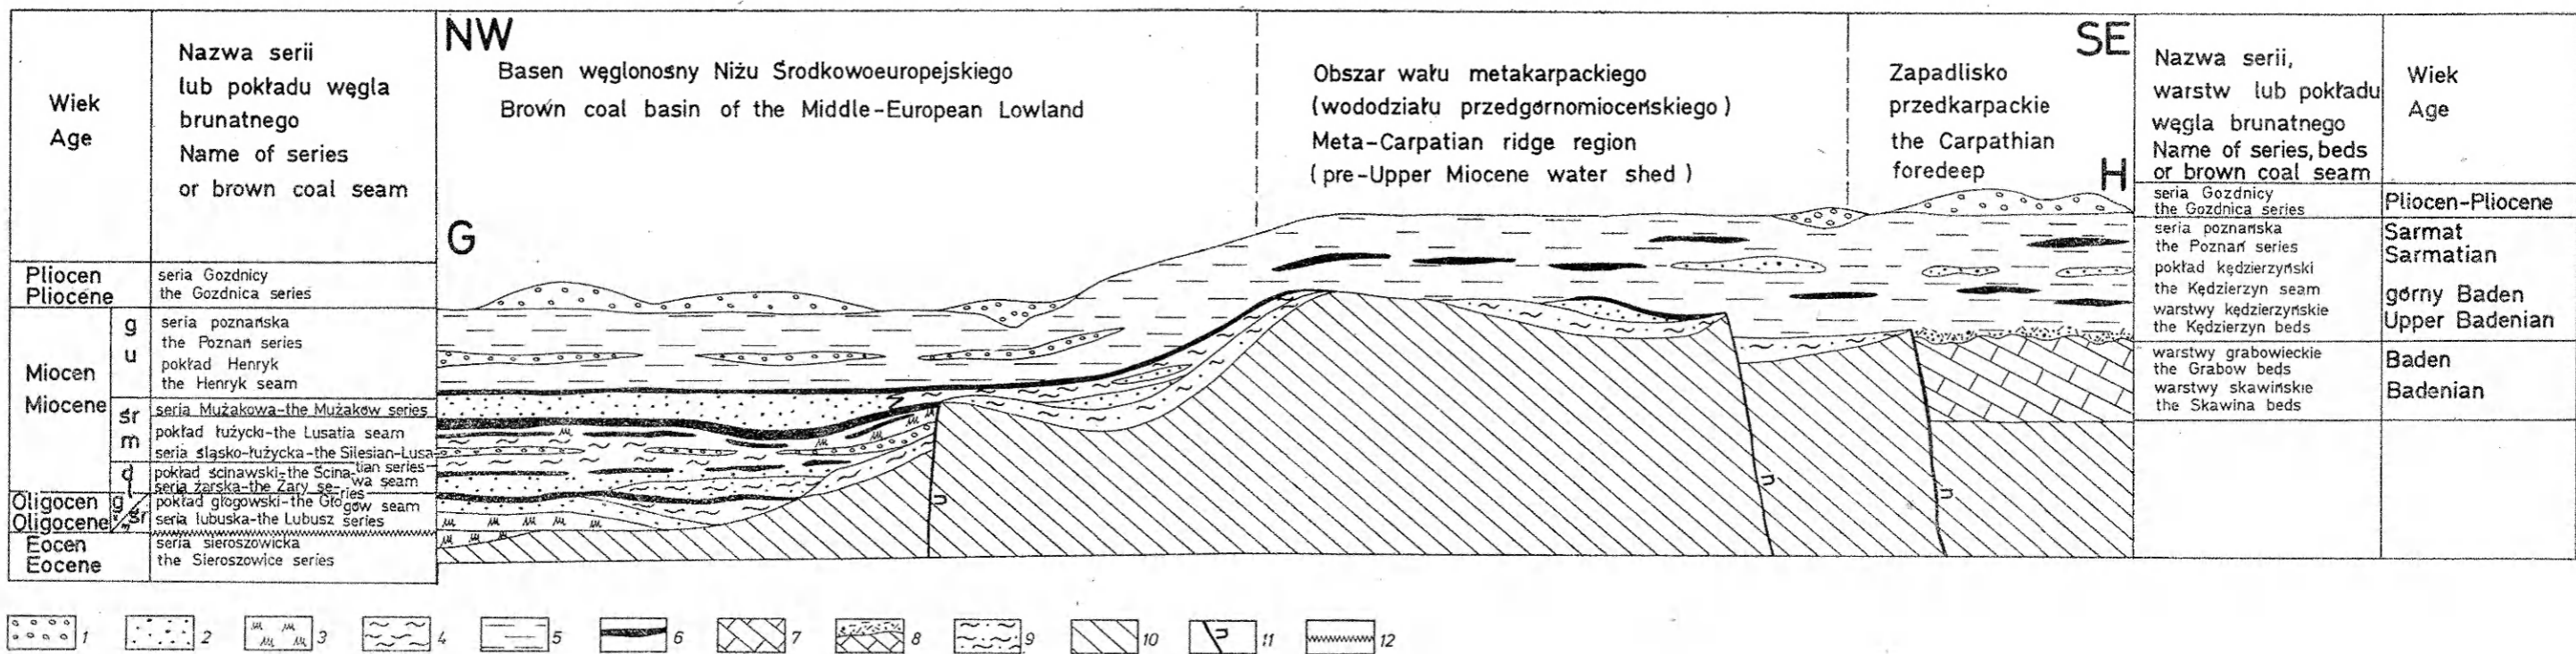 Wiek
Age
Nazwa serii
lub pokładu węgla
brunatnego
Name of series
or brown coal seam
NW
Basen węglonośny Niżu Środkowoeuropejskiego
Brown coal basin of the Middle-European Lowland
Obszar wału metakarpackiego
(wododziału przedgórnomioceńskiego)
Meta-Carpatian ridge region
(pre-Upper Miocene water shed)
SE
Zapadlisko
przedkarpackie
the Carpathian
foredeep
G
H
Nazwa serii,
warstw lub pokładu
węgla brunatnego
Name of series, beds
or brown coal seam
Wiek
Age
Pliocen
Pliocene
seria Gozdnicy
the Gozdnica series
Miocen
Miocene
g
u
seria poznańska
the Poznań series
pokład Henryk
the Henryk seam
śr
m
seria Mużakowa-the Mużaków series
pokład łużycki-the Lusatia seam
seria śląsko-łużycka-the Silesian-Lusa-
tian series
d
l
pokład ścinawski-the Ścina-
wa seam
seria żarska-the Żary se-
ries
Oligocen
Oligocene
g
u
śr
m
pokład głogowski-the Gło-
gów seam
seria lubuska-the Lubusz series
Eocen
Eocene
seria sieroszowicka
the Sieroszowice series
seria Gozdnicy
the Gozdnica series
Pliocen-Pliocene
seria poznańska
the Poznań series
pokład kędzierzyński
the Kędzierzyn seam
warstwy kędzierzyńskie
the Kędzierzyn beds
Sarmat
Sarmatian
górny Baden
Upper Badenian
warstwy grabowieckie
the Grabow beds
warstwy skawińskie
the Skawina beds
Baden
Badenian
1
2
3
4
5
6
7
8
9
10
11
12